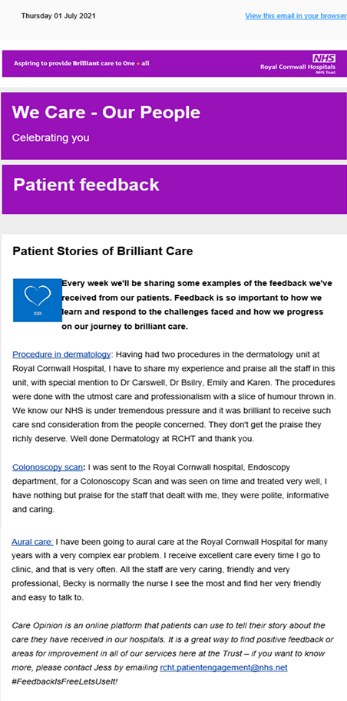 Thursday 01 July 2021
View this email in your browser
Aspiring to provide Brilliant care to One + all
NHS
Royal Cornwall Hospitals
NHS Trust
We Care - Our People
Celebrating you
Patient feedback
Patient Stories of Brilliant Care
Every week we'll be sharing some examples of the feedback we've
received from our patients. Feedback is so important to how we
learn and respond to the challenges faced and how we progress
on our journey to brilliant care.
Procedure in dermatology: Having had two procedures in the dermatology unit at
Royal Cornwall Hospital, I have to share my experience and praise all the staff in this
unit, with special mention to Dr Carswell, Dr Bsilry, Emily and Karen. The procedures
were done with the utmost care and professionalism with a slice of humour thrown in.
We know our NHS is under tremendous pressure and it was brilliant to receive such
care snd consideration from the people concerned. They don't get the praise they
richly deserve. Well done Dermatology at RCHT and thank you.
Colonoscopy scan: I was sent to the Royal Cornwall hospital, Endoscopy
department, for a Colonoscopy Scan and was seen on time and treated very well, I
have nothing but praise for the staff that dealt with me, they were polite, informative
and caring.
Aural care: I have been going to aural care at the Royal Cornwall Hospital for many
years with a very complex ear problem. I receive excellent care every time I go to
clinic, and that is very often. All the staff are very caring, friendly and very
professional, Becky is normally the nurse I see the most and find her very friendly
and easy to talk to.
Care Opinion is an online platform that patients can use to tell their story about the
care they have received in our hospitals. It is a great way to find positive feedback or
areas for improvement in all of our services here at the Trust – if you want to know
more, please contact Jess by emailing rcht.patientengagement@nhs.net
#FeedbackIsFreeLetsUseIt!